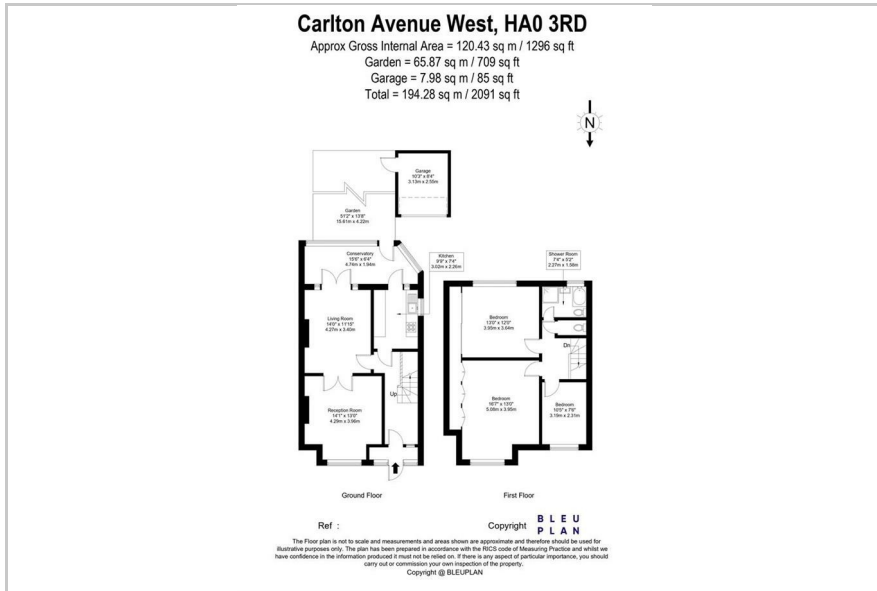 Carlton Avenue West, HA0 3RD
Approx Gross Internal Area = 120.43 sq m / 1296 sq ft
Garden = 65.87 sq m / 709 sq ft
Garage = 7.98 sq m / 85 sq ft
Total = 194.28 sq m / 2091 sq ft
N
Garage
10'3" x 8'4"
3.13m x 2.55m
Garden
51'2" x 13'8"
15.61m x 4.22m
Conservatory
15'6" x 6'4"
4.74m x 1.94m
Kitchen
9'9" x 7'4"
3.02m x 2.26m
Living Room
14'0" x 11'10"
4.27m x 3.45m
Up
Reception Room
14'1" x 13'0"
4.29m x 3.96m
Shower Room
7'4" x 5'2"
2.27m x 1.58m
Bedroom
13'0" x 12'0"
3.95m x 3.64m
Dn
Bedroom
16'7" x 13'0"
5.08m x 3.95m
Bedroom
10'5" x 7'6"
3.19m x 2.31m
Ground Floor
First Floor
Ref :
Copyright
BLEU
PLAN
The Floor plan is not to scale and measurements and areas shown are approximate and therefore should be used for
illustrative purposes only. The plan has been prepared in accordance with the RICS code of Measuring Practice and whilst we
have confidence in the information produced it must not be relied on. If there is any aspect of particular importance, you should
carry out or commission your own inspection of the property.
Copyright @ BLEUPLAN